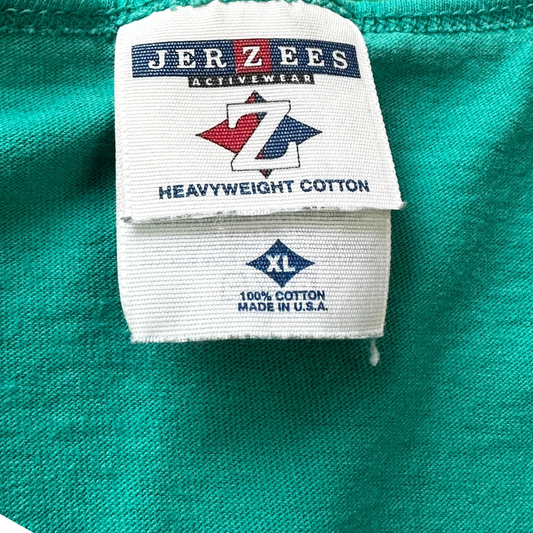 JERZEES
ACTIVEWEAR
Z
HEAVYWEIGHT COTTON
XL
100% COTTON
MADE IN U.S.A.